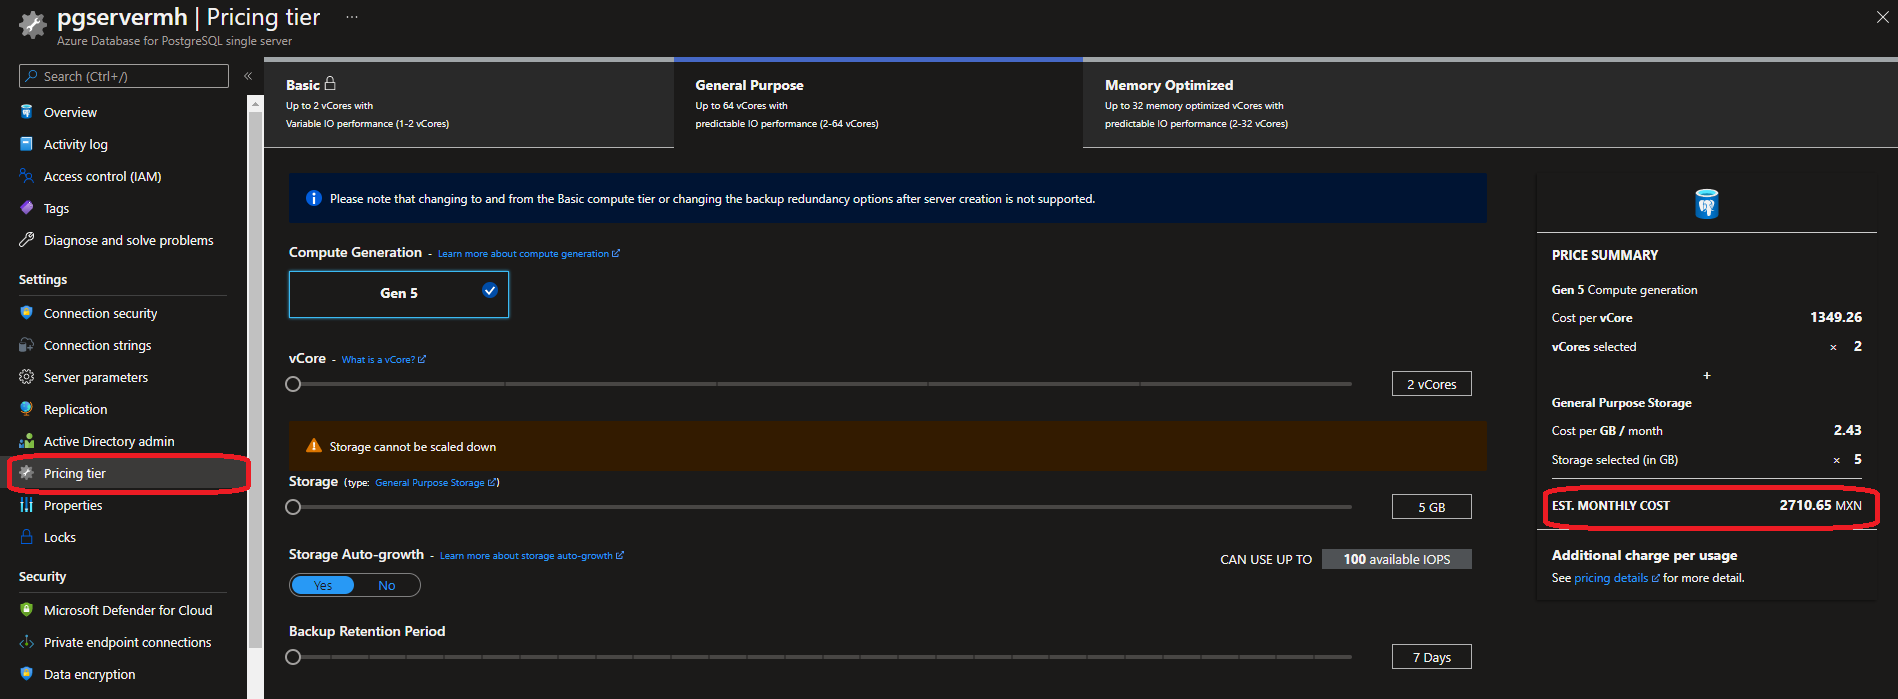 pgservermh | Pricing tier ...
Azure Database for PostgreSQL single server
Search (Ctrl+/)
«
Overview
Activity log
Access control (IAM)
Tags
Diagnose and solve problems
Settings
Connection security
Connection strings
Server parameters
Replication
Active Directory admin
Pricing tier
Properties
Locks
Security
Microsoft Defender for Cloud
Private endpoint connections
Data encryption
Basic
Up to 2 vCores with
Variable IO performance (1-2 vCores)
General Purpose
Up to 64 vCores with
predictable IO performance (2-64 vCores)
Memory Optimized
Up to 32 memory optimized vCores with
predictable IO performance (2-32 vCores)
Please note that changing to and from the Basic compute tier or changing the backup redundancy options after server creation is not supported.
Compute Generation - Learn more about compute generation
Gen 5
vCore - What is a vCore?
2 vCores
Storage cannot be scaled down
Storage (type: General Purpose Storage)
5 GB
Storage Auto-growth - Learn more about storage auto-growth
CAN USE UP TO 100 available IOPS
Yes No
Backup Retention Period
7 Days
PRICE SUMMARY
Gen 5 Compute generation
Cost per vCore 1349.26
vCores selected × 2
+
General Purpose Storage
Cost per GB / month 2.43
Storage selected (in GB) × 5
EST. MONTHLY COST 2710.65 MXN
Additional charge per usage
See pricing details for more detail.